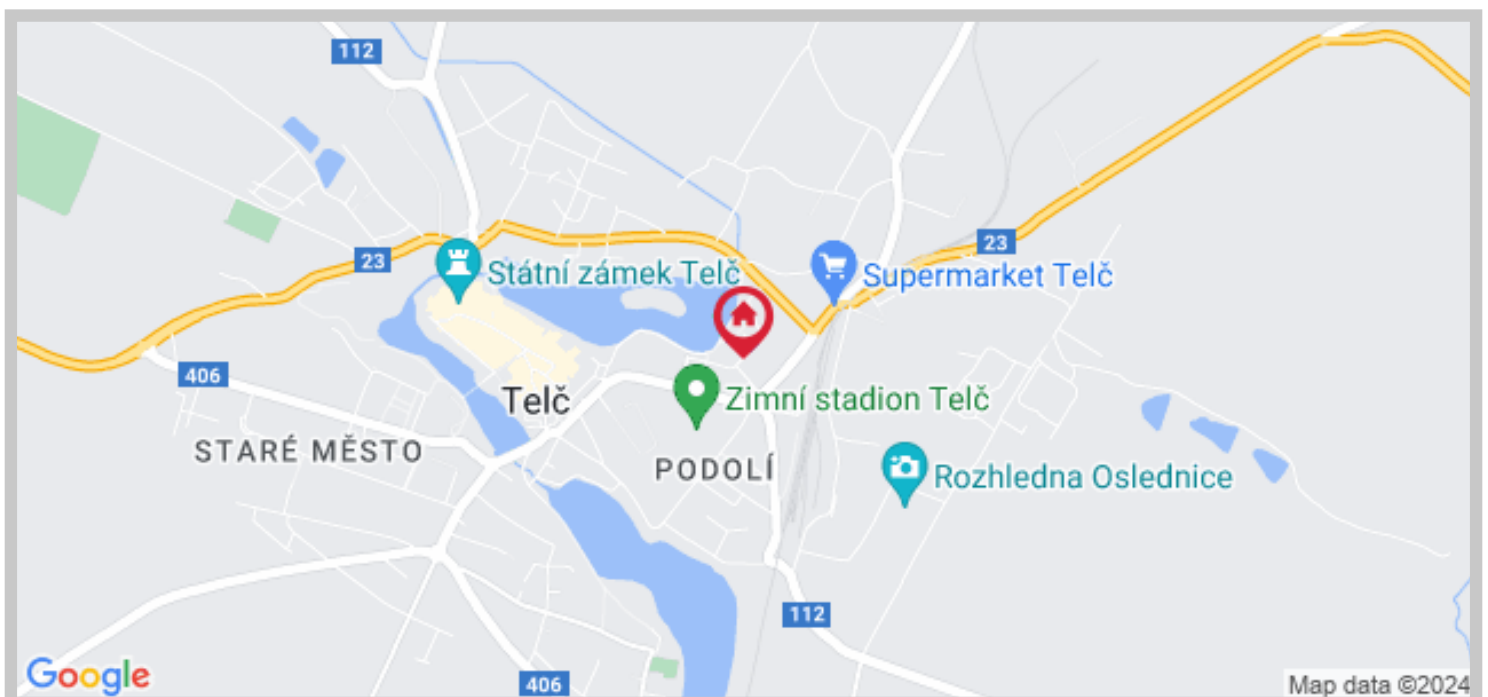 112
23
23
Státní zámek Telč
Supermarket Telč
406
Telč
Zimní stadion Telč
STARÉ MĚSTO
PODOLÍ
Rozhledna Oslednice
112
406
Google
Map data ©2024